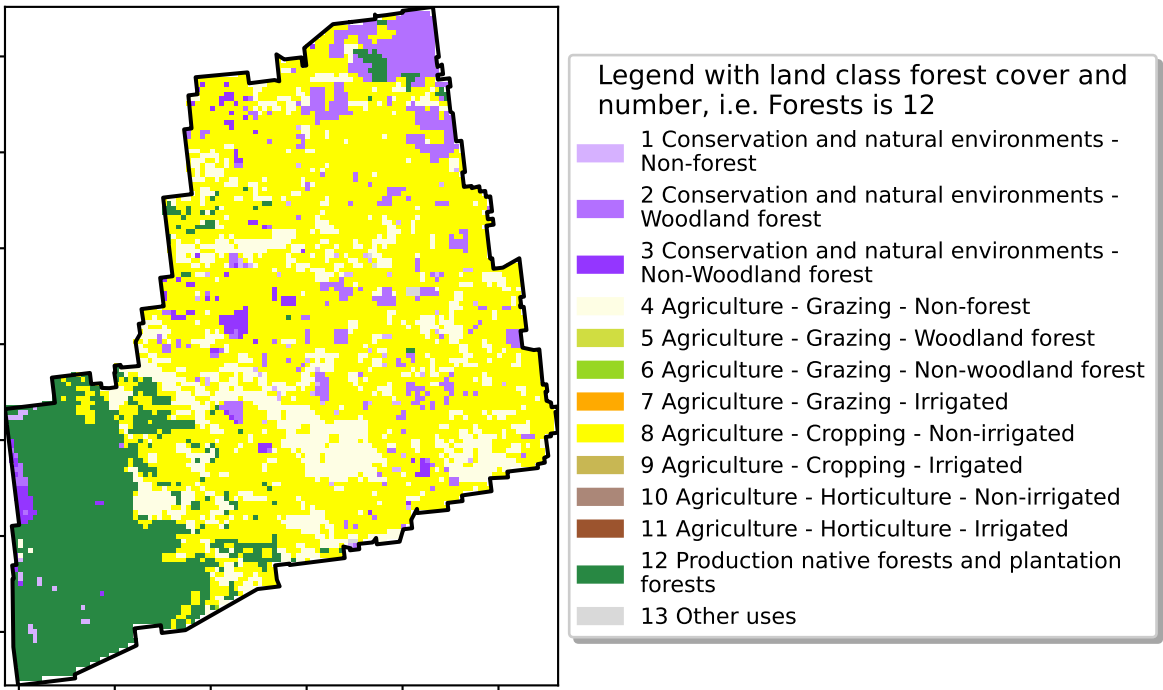 Legend with land class forest cover and
number, i.e. Forests is 12
1 Conservation and natural environments -
Non-forest
2 Conservation and natural environments -
Woodland forest
3 Conservation and natural environments -
Non-Woodland forest
4 Agriculture - Grazing - Non-forest
5 Agriculture - Grazing - Woodland forest
6 Agriculture - Grazing - Non-woodland forest
7 Agriculture - Grazing - Irrigated
8 Agriculture - Cropping - Non-irrigated
9 Agriculture - Cropping - Irrigated
10 Agriculture - Horticulture - Non-irrigated
11 Agriculture - Horticulture - Irrigated
12 Production native forests and plantation
forests
13 Other uses